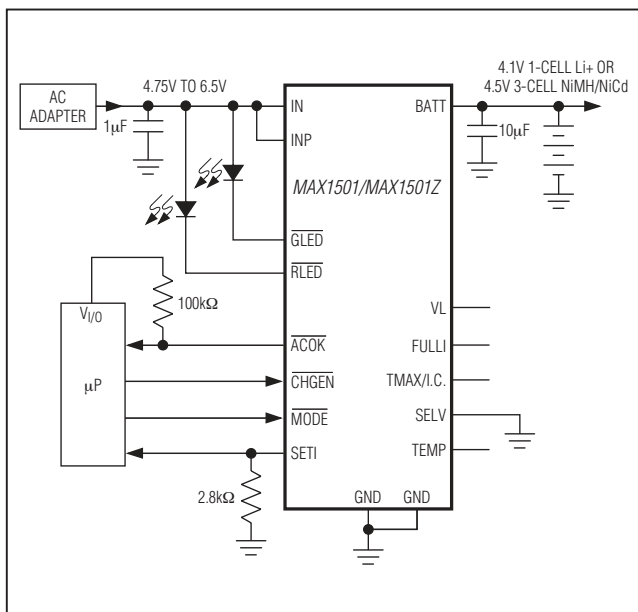 AC
ADAPTER
4.75V TO 6.5V
1μF
IN
INP
MAX1501/MAX1501Z
GLED
RLED
BATT
4.1V 1-CELL Li+ OR
4.5V 3-CELL NiMH/NiCd
10μF
100kΩ
VI/O
μP
ACOK
CHGEN
MODE
SETI
2.8kΩ
VL
FULLI
TMAX/I.C.
SELV
TEMP
GND GND